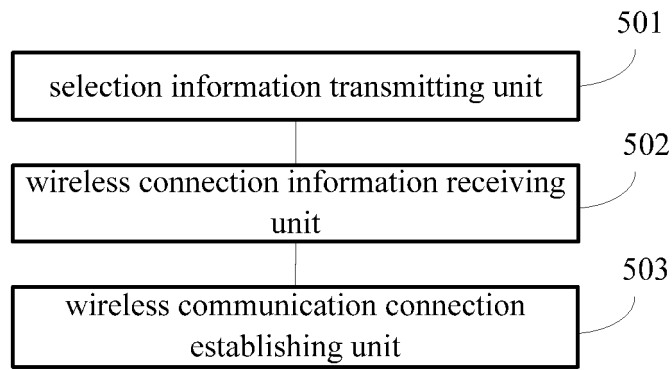 501
selection information transmitting unit
502
wireless connection information receiving
unit
503
wireless communication connection
establishing unit